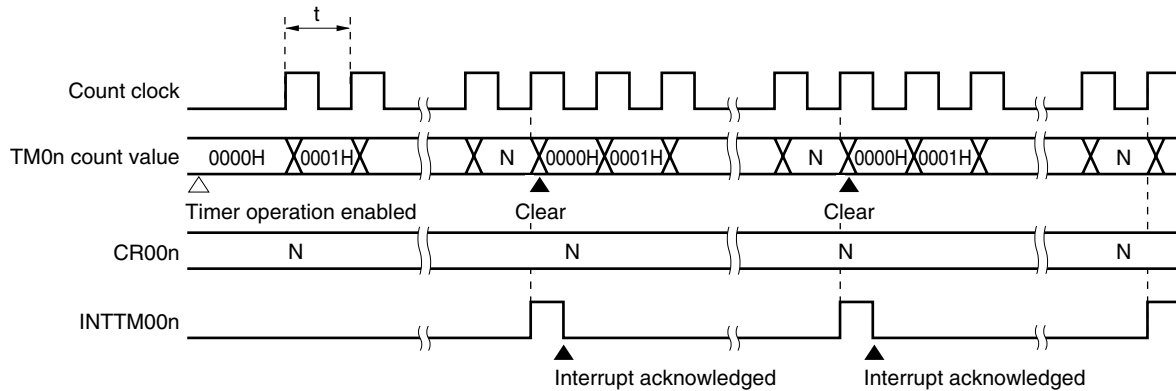 t
Count clock
TM0n count value 0000H 0001H N 0000H 0001H N 0000H 0001H N
Timer operation enabled Clear Clear
CR00n N N N N
INTTM00n
Interrupt acknowledged Interrupt acknowledged